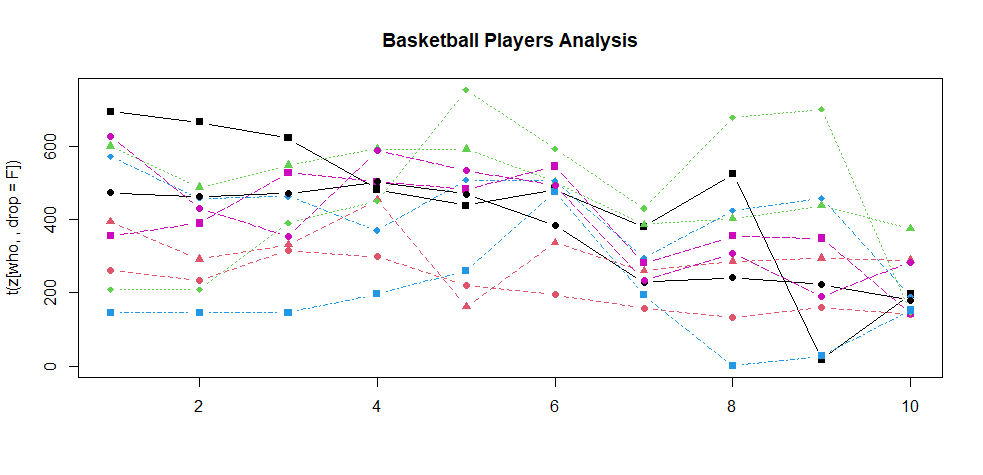 Basketball Players Analysis
t(z[who, , drop = F])
600
400
200
0
2 4 6 8 10